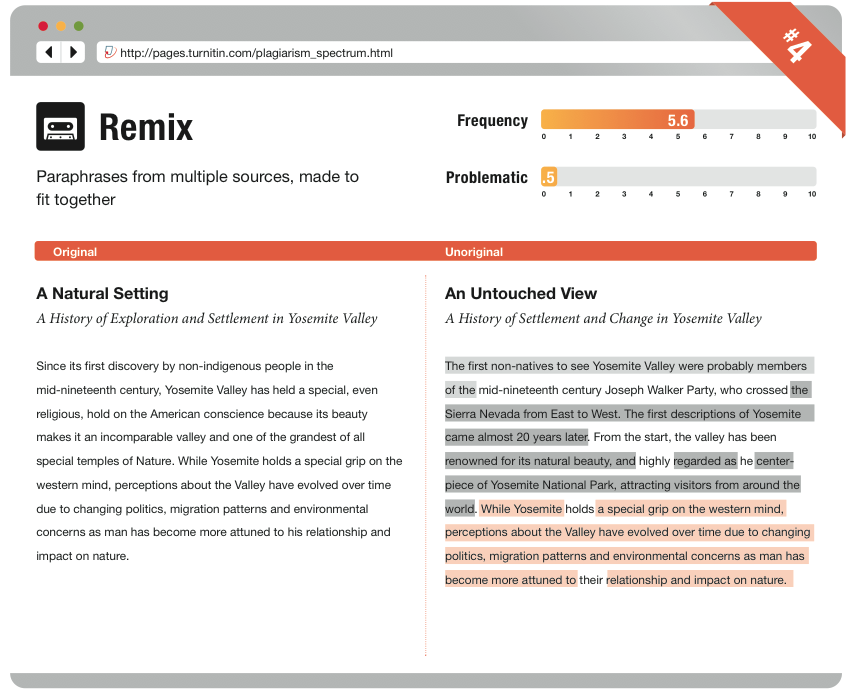 http://pages.turnitin.com/plagiarism_spectrum.html
#4
Remix
Paraphrases from multiple sources, made to
fit together
Frequency
5.6
0 1 2 3 4 5 6 7 8 9 10
Problematic
.5
0 1 2 3 4 5 6 7 8 9 10
Original
Unoriginal
A Natural Setting
A History of Exploration and Settlement in Yosemite Valley
Since its first discovery by non-indigenous people in the
mid-nineteenth century, Yosemite Valley has held a special, even
religious, hold on the American conscience because its beauty
makes it an incomparable valley and one of the grandest of all
special temples of Nature. While Yosemite holds a special grip on the
western mind, perceptions about the Valley have evolved over time
due to changing politics, migration patterns and environmental
concerns as man has become more attuned to his relationship and
impact on nature.
An Untouched View
A History of Settlement and Change in Yosemite Valley
The first non-natives to see Yosemite Valley were probably members
of the mid-nineteenth century Joseph Walker Party, who crossed the
Sierra Nevada from East to West. The first descriptions of Yosemite
came almost 20 years later. From the start, the valley has been
renowned for its natural beauty, and highly regarded as he center-
piece of Yosemite National Park, attracting visitors from around the
world. While Yosemite holds a special grip on the western mind,
perceptions about the Valley have evolved over time due to changing
politics, migration patterns and environmental concerns as man has
become more attuned to their relationship and impact on nature.